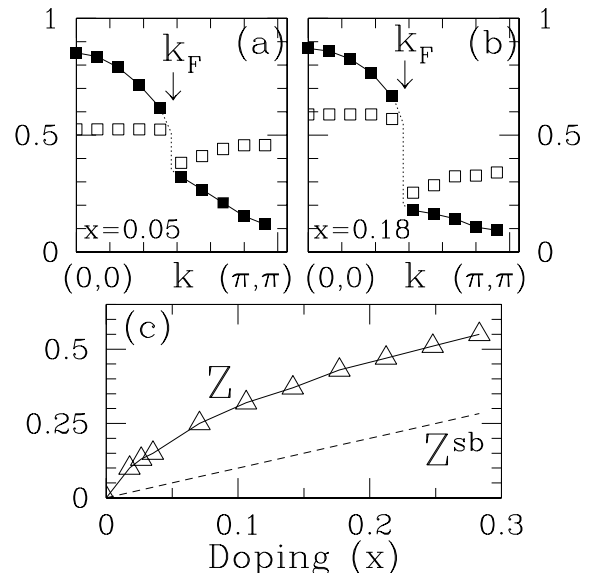 1
0.5
0
(a)
k_F
x=0.05
(0,0) k (π,π)
(b)
k_F
x=0.18
1
0.5
0
(0,0) k (π,π)
(c)
0.5
0.25
0
Z
Z^sb
0 0.1 0.2 0.3
Doping (x)